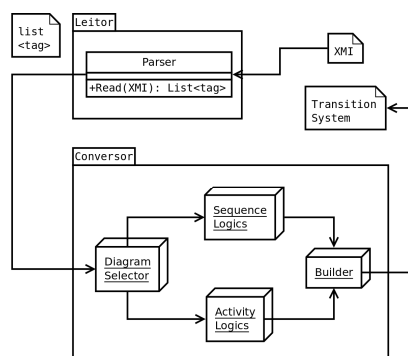 list
<tag>
Leitor
Parser
+Read(XMI): List<tag>
XMI
Transition
System
Conversor
Sequence
Logics
Diagram
Selector
Builder
Activity
Logics